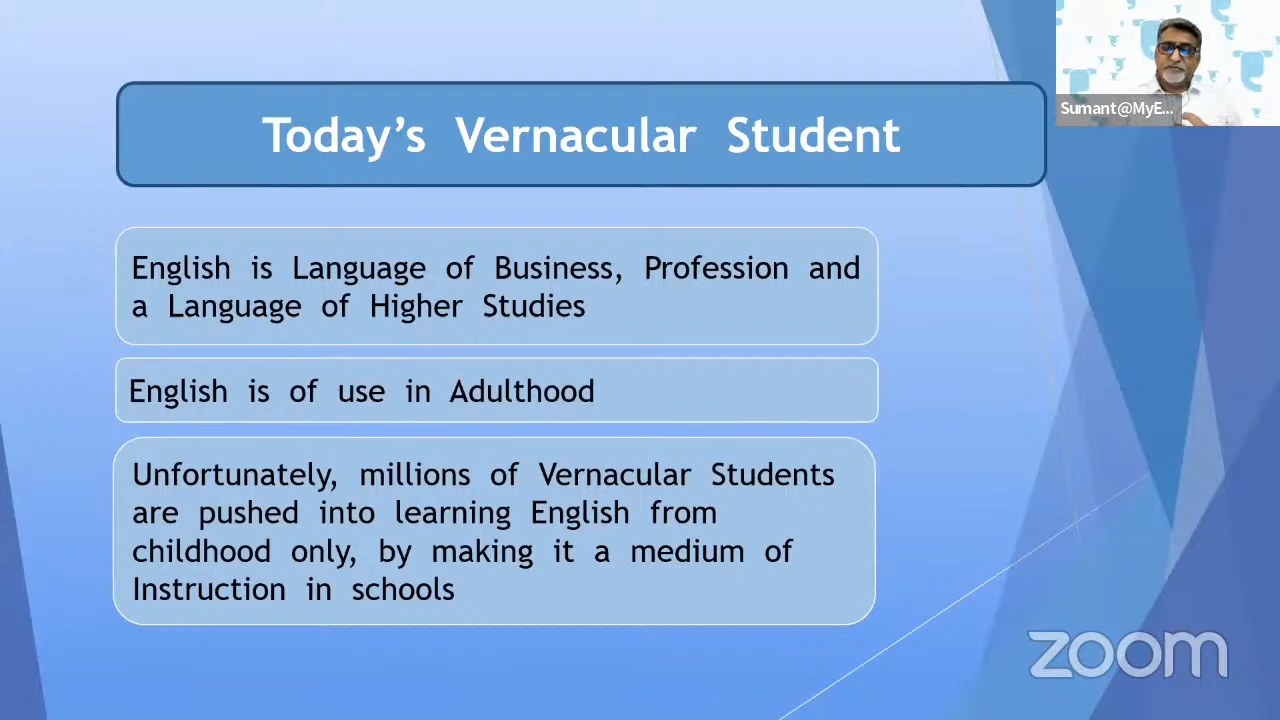 Today's Vernacular Student
Sumant@MyE...
English is Language of Business, Profession and
a Language of Higher Studies
English is of use in Adulthood
Unfortunately, millions of Vernacular Students
are pushed into learning English from
childhood only, by making it a medium of
Instruction in schools
zoom